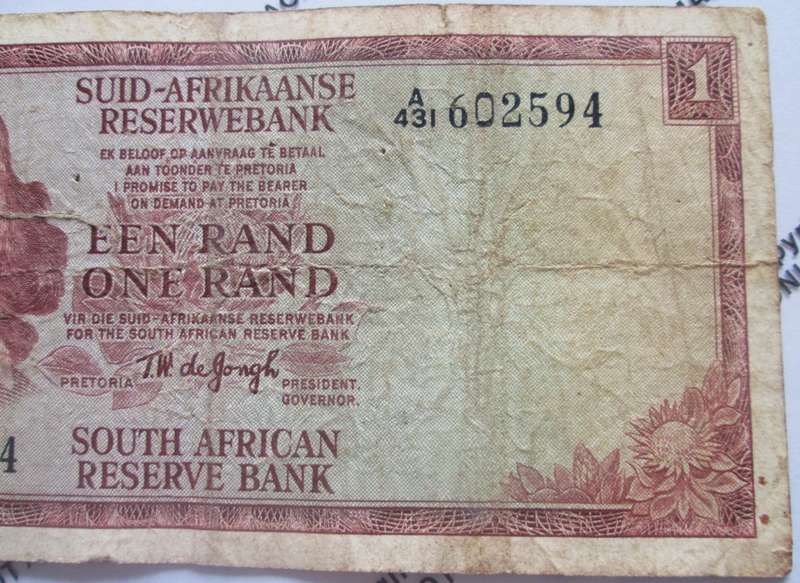 SUID-AFRIKAANSE
RESERWEBANK
A/431 602594
1
EK BELOOF OP AANVRAAG TE BETAAL
AAN TOONDER TE PRETORIA
I PROMISE TO PAY THE BEARER
ON DEMAND AT PRETORIA
EEN RAND
ONE RAND
VIR DIE SUID-AFRIKAANSE RESERWEBANK
FOR THE SOUTH AFRICAN RESERVE BANK
T.W. de Jongh
PRETORIA PRESIDENT.
GOVERNOR.
4
SOUTH AFRICAN
RESERVE BANK